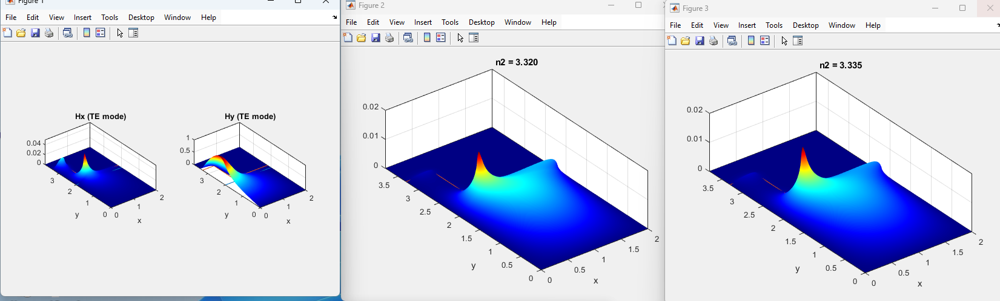 Figure 1
File Edit View Insert Tools Desktop Window Help
Hx (TE mode)
0.04
0.02
0
3
2
1
0
y
0
1
2
x
Hy (TE mode)
1
0.5
0
3
2
1
0
y
0
1
2
x
Figure 2
File Edit View Insert Tools Desktop Window Help
n2 = 3.320
0.02
0.01
0
3.5
3
2.5
2
1.5
1
0.5
0
y
0
0.5
1
1.5
2
x
Figure 3
File Edit View Insert Tools Desktop Window Help
n2 = 3.335
0.02
0.01
0
3.5
3
2.5
2
1.5
1
0.5
0
y
0
0.5
1
1.5
2
x